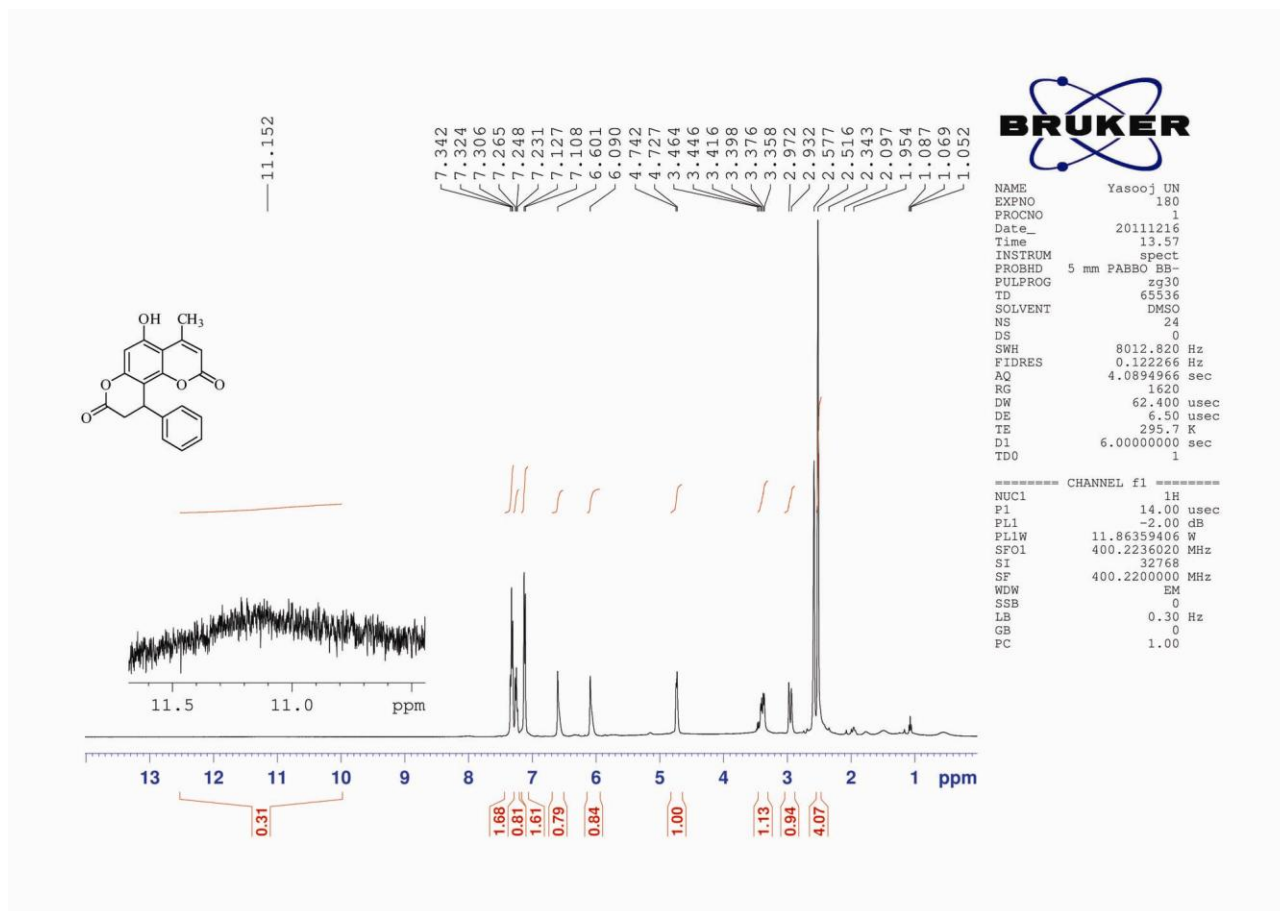 11.152
7.342
7.324
7.306
7.265
7.248
7.231
7.127
7.108
6.601
6.090
4.742
4.727
3.464
3.446
3.416
3.398
3.376
3.358
2.972
2.932
2.577
2.516
2.343
2.097
1.954
1.087
1.069
1.052
BRUKER
NAME Yasooj UN
EXPNO 180
PROCNO 1
Date_ 20111216
Time 13.57
INSTRUM spect
PROBHD 5 mm PABBO BB-
PULPROG zg30
TD 65536
SOLVENT DMSO
NS 24
DS 0
SWH 8012.820 Hz
FIDRES 0.122266 Hz
AQ 4.0894966 sec
RG 1620
DW 62.400 usec
DE 6.50 usec
TE 295.7 K
D1 6.00000000 sec
TD0 1
======== CHANNEL f1 ========
NUC1 1H
P1 14.00 usec
PL1 -2.00 dB
PL1W 11.86359406 W
SFO1 400.2236020 MHz
SI 32768
SF 400.2200000 MHz
WDW EM
SSB 0
LB 0.30 Hz
GB 0
PC 1.00
OH CH3
O O O
O
11.5 11.0 ppm
13 12 11 10 9 8 7 6 5 4 3 2 1 ppm
0.31 1.68 0.81 1.61 0.79 0.84 1.00 1.13 0.94 4.07